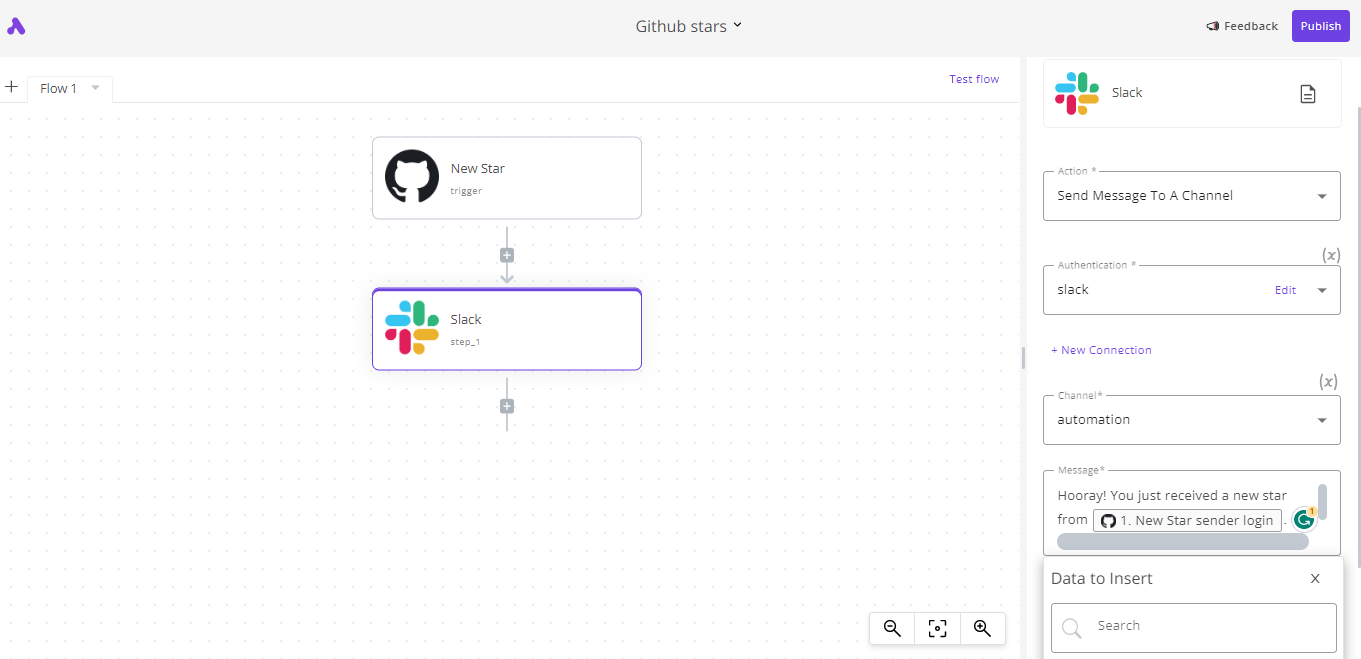 Github stars
Feedback
Publish
Flow 1
Test flow
New Star
trigger
Slack
step_1
Slack
Action *
Send Message To A Channel
(x)
Authentication *
slack
Edit
+ New Connection
(x)
Channel*
automation
Message*
Hooray! You just received a new star
from 1. New Star sender login .
1
Data to Insert
X
Search